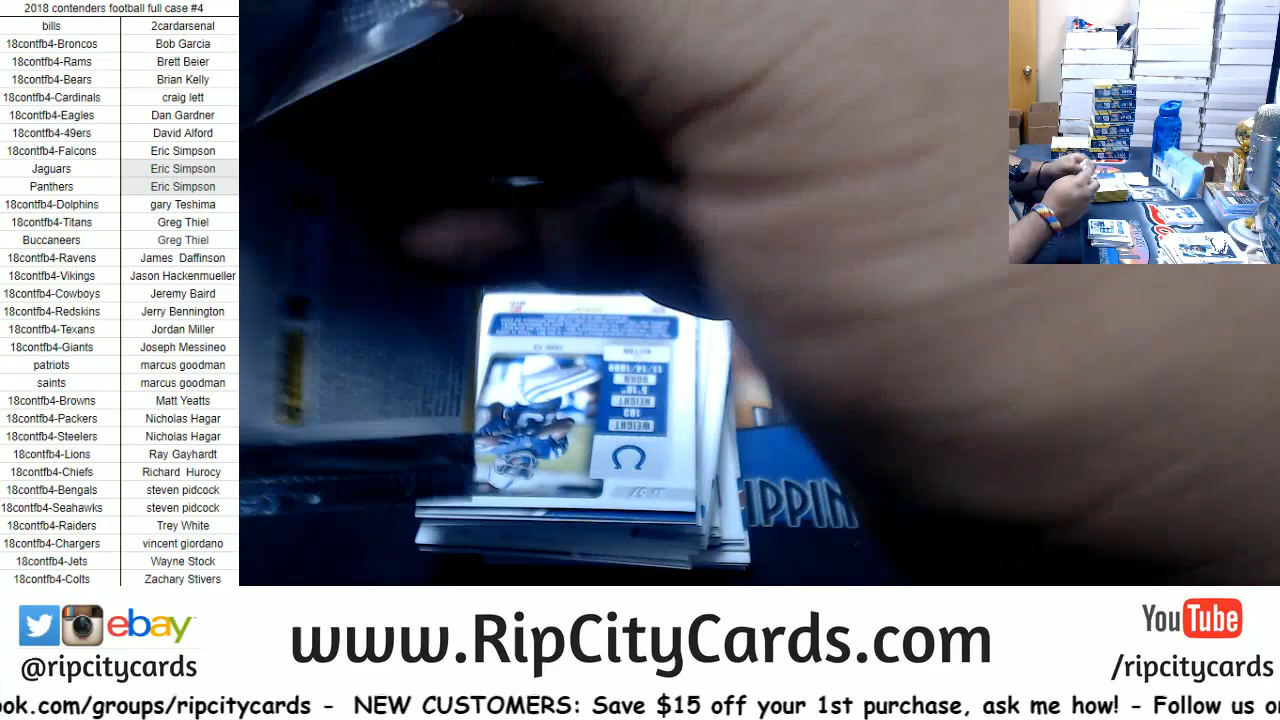 2018 contenders football full case #4
bills 2cardarsenal
18contfb4-Broncos Bob Garcia
18contfb4-Rams Brett Beier
18contfb4-Bears Brian Kelly
18contfb4-Cardinals craig lett
18contfb4-Eagles Dan Gardner
18contfb4-49ers David Alford
18contfb4-Falcons Eric Simpson
Jaguars Eric Simpson
Panthers Eric Simpson
18contfb4-Dolphins gary Teshima
18contfb4-Titans Greg Thiel
Buccaneers Greg Thiel
18contfb4-Ravens James Daffinson
18contfb4-Vikings Jason Hackenmueller
18contfb4-Cowboys Jeremy Baird
18contfb4-Redskins Jerry Bennington
18contfb4-Texans Jordan Miller
18contfb4-Giants Joseph Messineo
patriots marcus goodman
saints marcus goodman
18contfb4-Browns Matt Yeatts
18contfb4-Packers Nicholas Hagar
18contfb4-Steelers Nicholas Hagar
18contfb4-Lions Ray Gayhardt
18contfb4-Chiefs Richard Hurocy
18contfb4-Bengals steven pidcock
18contfb4-Seahawks steven pidcock
18contfb4-Raiders Trey White
18contfb4-Chargers vincent giordano
18contfb4-Jets Wayne Stock
18contfb4-Colts Zachary Stivers
BORN
5'10"
HEIGHT
183
WEIGHT
IPPIN
ebay
@ripcitycards
www.RipCityCards.com
YouTube
/ripcitycards
ok.com/groups/ripcitycards - NEW CUSTOMERS: Save $15 off your 1st purchase, ask me how! - Follow us o